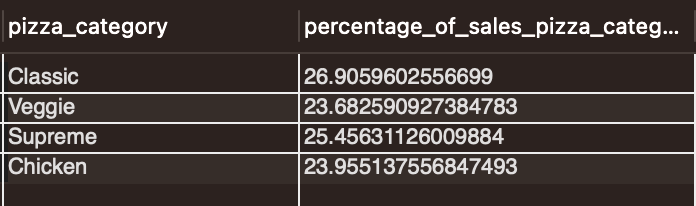 pizza_category percentage_of_sales_pizza_categ...
Classic 26.9059602556699
Veggie 23.682590927384783
Supreme 25.45631126009884
Chicken 23.955137556847493